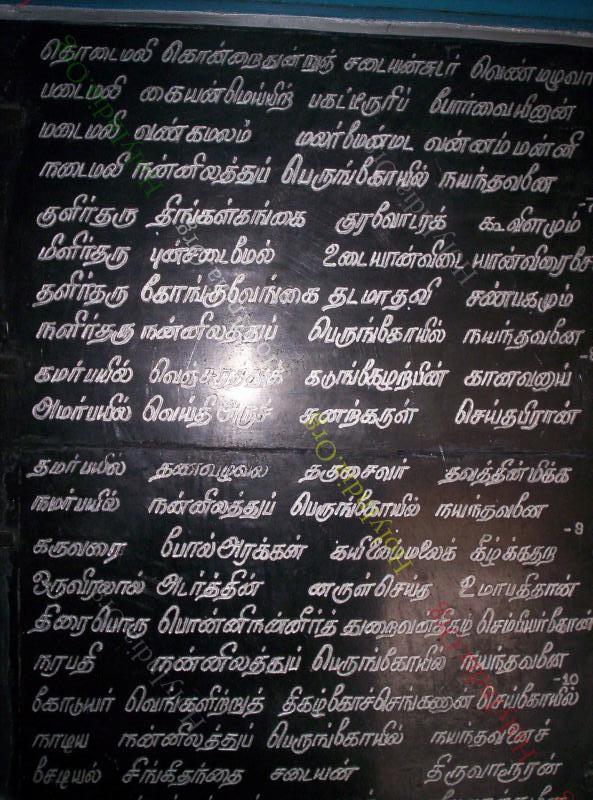 தொடைமலி கொன்றைதுன்றுஞ் சடையன்சுடர் வெண்மழுவா
படைமலி கையன்மெய்யிற் பகட்டீருரிப் போர்வையினான்
மடைமலி வண்கமலம் மலர்மேன்மட வன்னம்மன்னி
நடைமலி நன்னிலத்துப் பெருங்கோயில் நயந்தவனே
-7
குளிர்தரு திங்கள்கங்கை குரவோடரக் கூவிளமும்
மிளிர்தரு புன்சடைமேல் உடையான்விடை யான்விரைசே
தளிர்தரு கோங்குவேங்கை தடமாதவி சண்பகமும்
நளிர்தரு நன்னிலத்துப் பெருங்கோயில் நயந்தவனே
கமர்பயில் வெஞ்சுரத்துக் கடுங்கேழற்பின் கானவனாய்
அமர்பயில் வெய்தி அருச் சுனற்கருள் செய்தபிரான்
தமர்பயில் தண்விழவில் தகுசைவர் தவத்தின்மிக்க
நமர்பயில் நன்னிலத்துப் பெருங்கோயில் நயந்தவனே
-9
கருவரை போல்அரக்கன் கயிலைம்மலைக் கீழ்க்கதற
ஒருவிரலால் அடர்த்தின் னருள்செய்த உமாபதிதான்
திரைபொரு பொன்னிநன்னீர்த் துறைவன்திகழ் செம்பியர்கோன்
நரபதி நன்னிலத்துப் பெருங்கோயில் நயந்தவனே
-10
கோடுயர் வெங்களிற்றுத் திகழ்கோச்செங்கணான் செய்கோயில்
நாடிய நன்னிலத்துப் பெருங்கோயில் நயந்தவனைச்
சேடியல் சிங்கிதந்தை சடையன் திருவாரூரன்